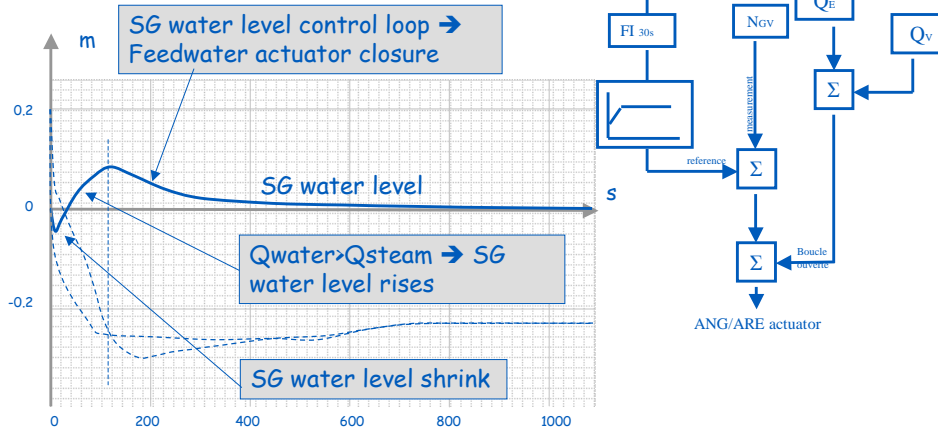 SG water level control loop ➔
Feedwater actuator closure
m
0.2
0
-0.2
SG water level
s
Qwater>Qsteam ➔ SG
water level rises
SG water level shrink
0
200
400
600
800
1000
FI 30s
NGV
QE
QV
Σ
measurement
reference
Σ
Σ
Boucle
ouverte
ANG/ARE actuator